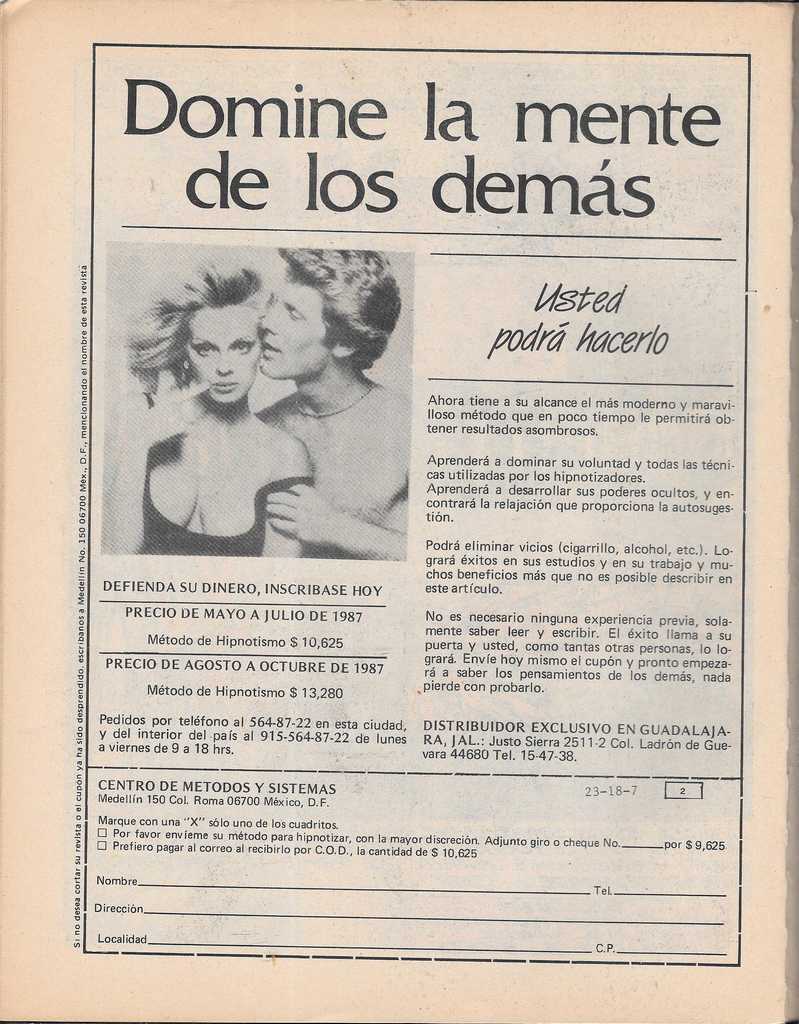 Domine la mente
de los demás
Usted
podrá hacerlo
Ahora tiene a su alcance el más moderno y maravi-
lloso método que en poco tiempo le permitirá ob-
tener resultados asombrosos.
Aprenderá a dominar su voluntad y todas las técni-
cas utilizadas por los hipnotizadores.
Aprenderá a desarrollar sus poderes ocultos, y en-
contrará la relajación que proporciona la autosuges-
tión.
Podrá eliminar vicios (cigarrillo, alcohol, etc.). Lo-
grará éxitos en sus estudios y en su trabajo y mu-
chos beneficios más que no es posible describir en
este artículo.
No es necesario ninguna experiencia previa, sola-
mente saber leer y escribir. El éxito llama a su
puerta y usted, como tantas otras personas, lo lo-
grará. Envíe hoy mismo el cupón y pronto empeza-
rá a saber los pensamientos de los demás, nada
pierde con probarlo.
DISTRIBUIDOR EXCLUSIVO EN GUADALAJA-
RA, JAL.: Justo Sierra 2511-2 Col. Ladrón de Gue-
vara 44680 Tel. 15-47-38.
DEFIENDA SU DINERO, INSCRIBASE HOY
PRECIO DE MAYO A JULIO DE 1987
Método de Hipnotismo $ 10,625
PRECIO DE AGOSTO A OCTUBRE DE 1987
Método de Hipnotismo $ 13,280
Pedidos por teléfono al 564-87-22 en esta ciudad,
y del interior del país al 915-564-87-22 de lunes
a viernes de 9 a 18 hrs.
CENTRO DE METODOS Y SISTEMAS
Medellín 150 Col. Roma 06700 México, D.F.
23-18-7 2
Marque con una "X" sólo uno de los cuadritos.
Por favor envíeme su método para hipnotizar, con la mayor discreción. Adjunto giro o cheque No. por $ 9,625
Prefiero pagar al correo al recibirlo por C.O.D., la cantidad de $ 10,625
Nombre Tel.
Dirección
Localidad C.P.
Si no desea cortar su revista o el cupón ya ha sido desprendido, escríbanos a Medellín No. 150 06700 Méx., D.F., mencionando el nombre de esta revista